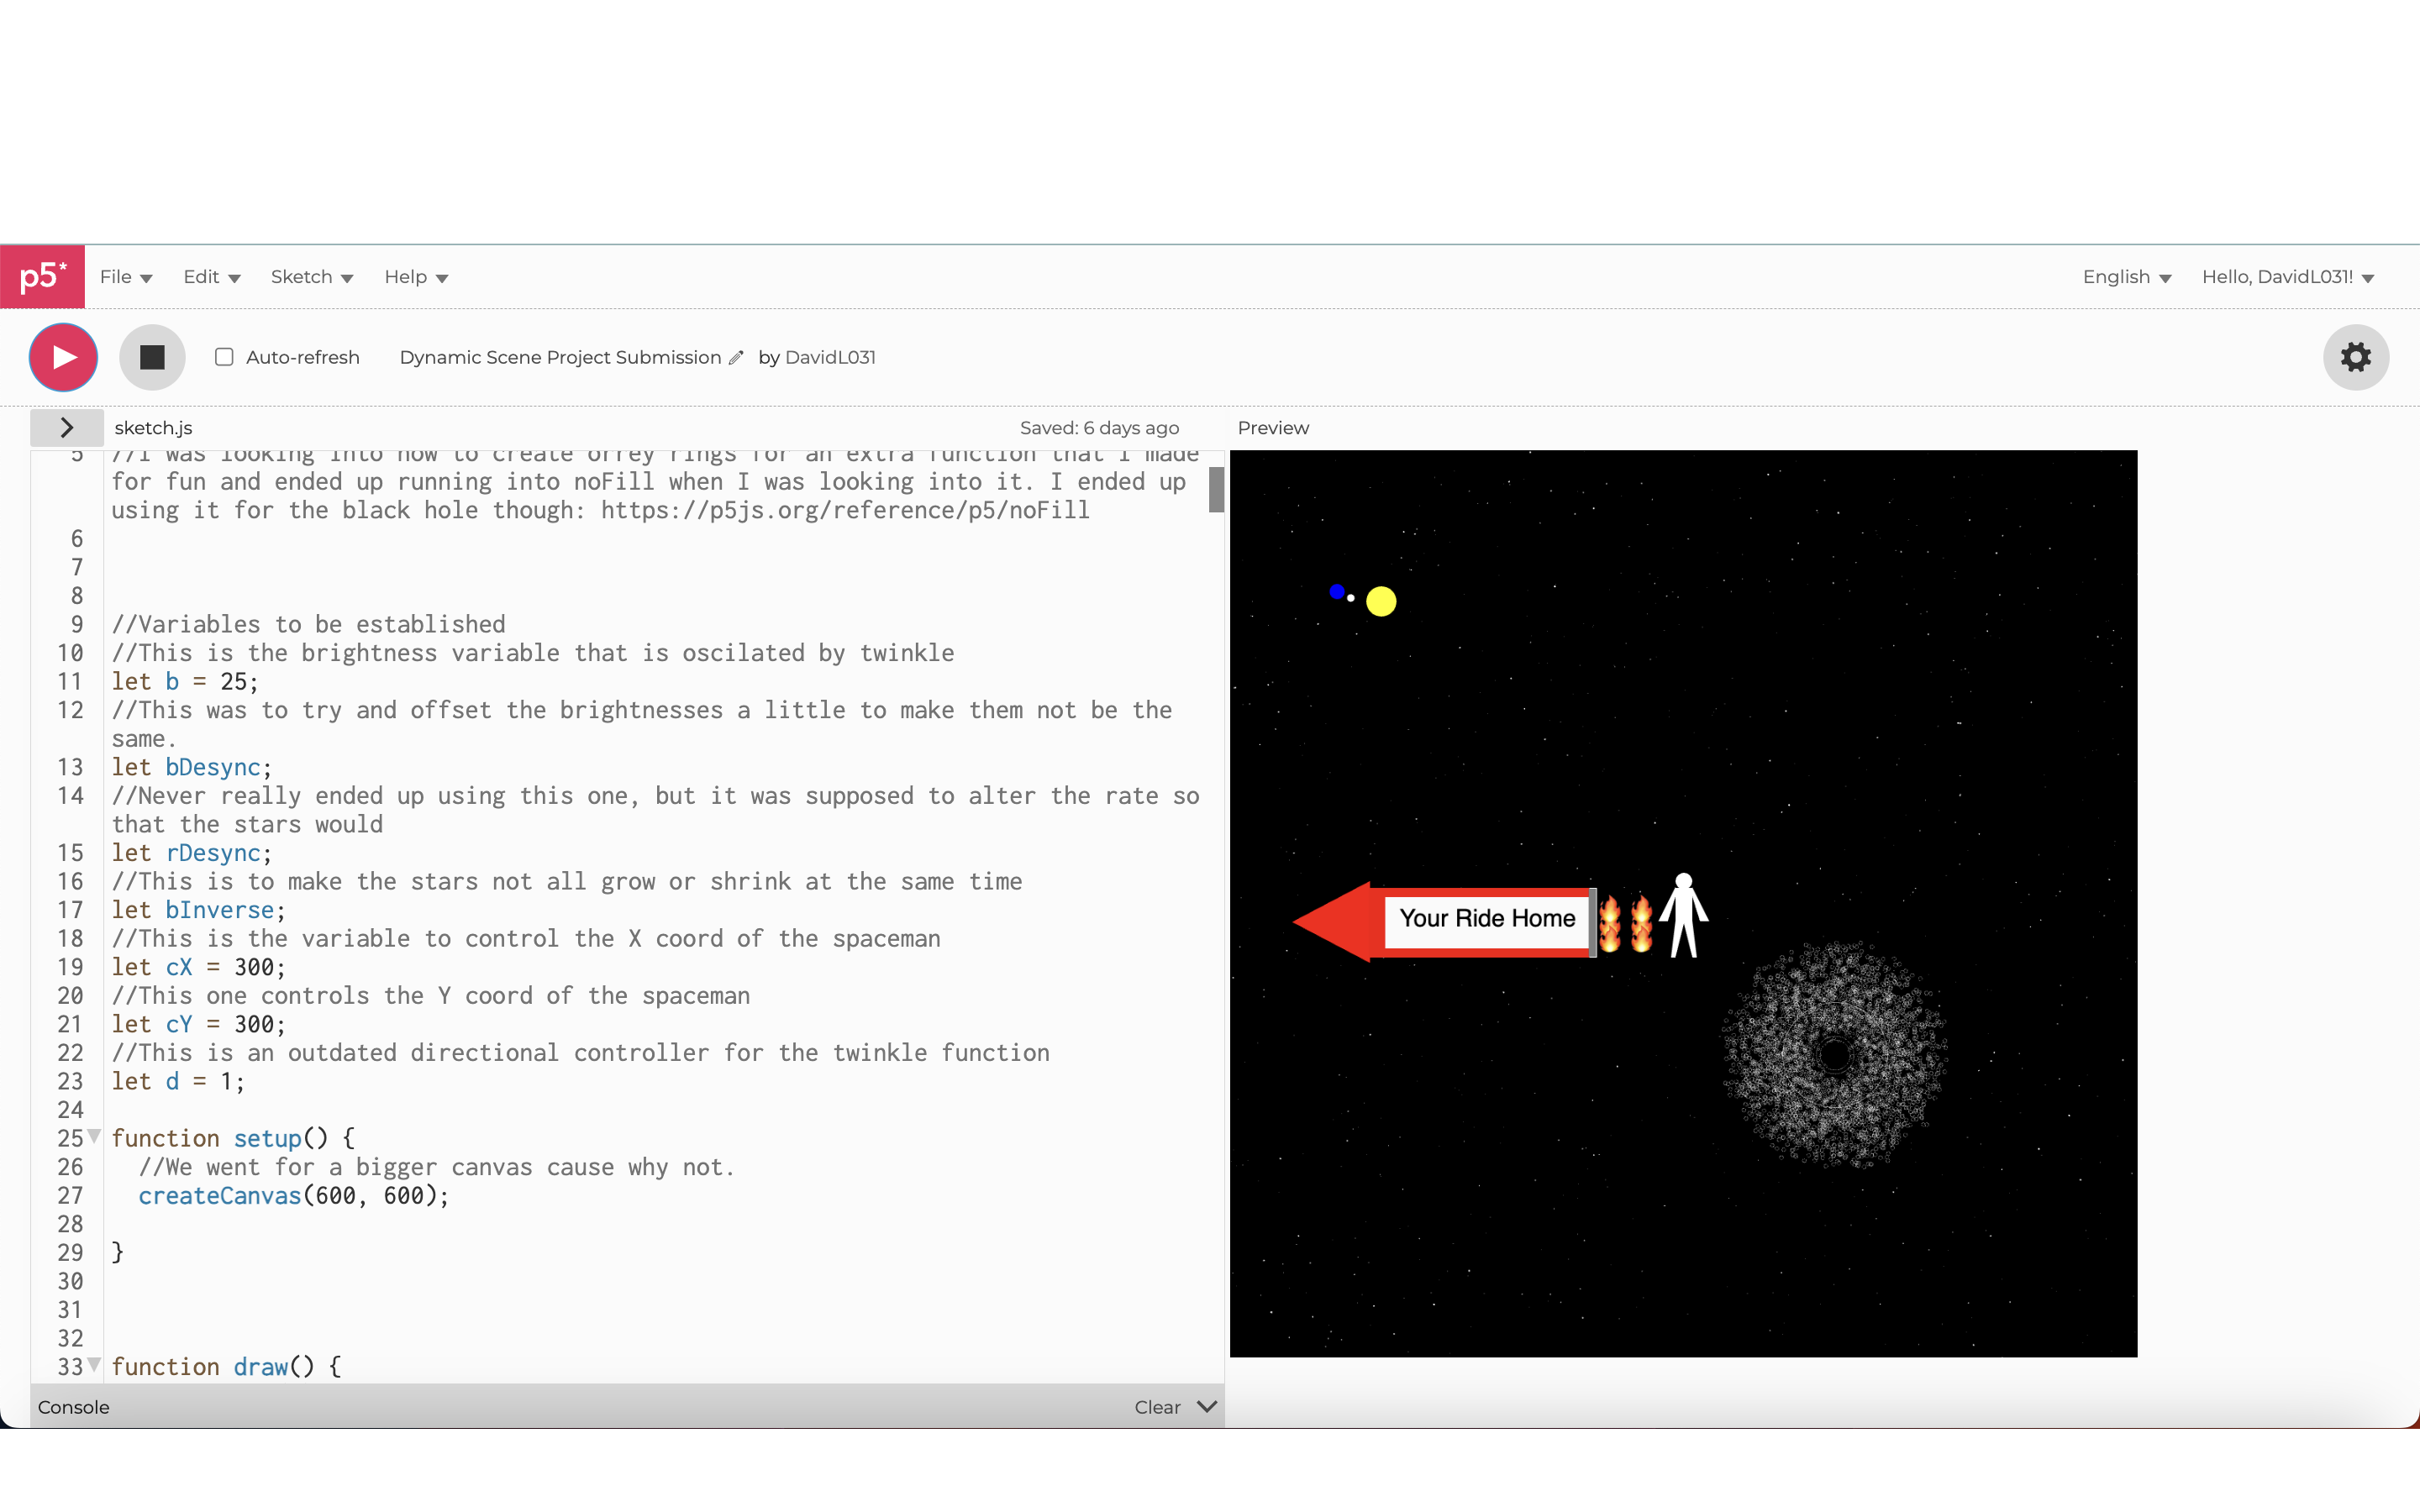 p5*
File
Edit
Sketch
Help
English
Hello, DavidL031!
Auto-refresh
Dynamic Scene Project Submission
by DavidL031
sketch.js
Saved: 6 days ago
Preview
5 //I was looking into how to create orrey rings for an extra function that I made
for fun and ended up running into noFill when I was looking into it. I ended up
using it for the black hole though: https://p5js.org/reference/p5/noFill
6
7
8
9 //Variables to be established
10 //This is the brightness variable that is oscilated by twinkle
11 let b = 25;
12 //This was to try and offset the brightnesses a little to make them not be the
same.
13 let bDesync;
14 //Never really ended up using this one, but it was supposed to alter the rate so
that the stars would
15 let rDesync;
16 //This is to make the stars not all grow or shrink at the same time
17 let bInverse;
18 //This is the variable to control the X coord of the spaceman
19 let cX = 300;
20 //This one controls the Y coord of the spaceman
21 let cY = 300;
22 //This is an outdated directional controller for the twinkle function
23 let d = 1;
24
25 function setup() {
26 //We went for a bigger canvas cause why not.
27 createCanvas(600, 600);
28
29 }
30
31
32
33 function draw() {
Console
Clear
Your Ride Home